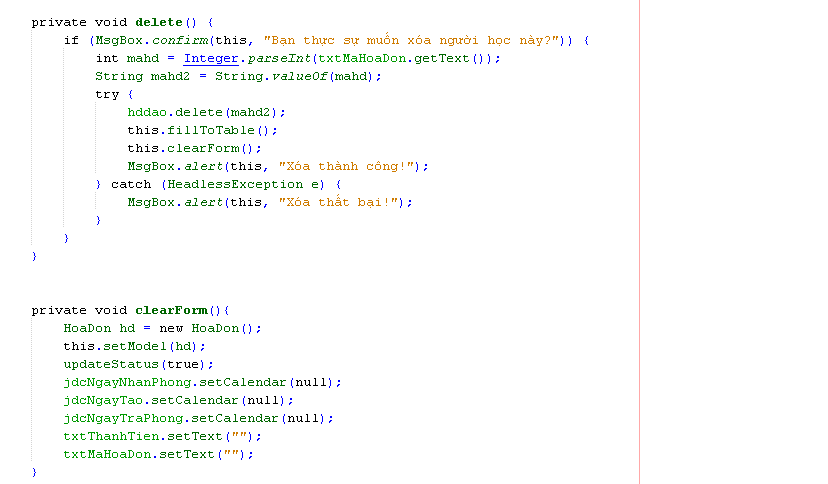 private void delete() {
if (MsgBox.confirm(this, "Bạn thực sự muốn xóa người học này?")) {
int mahd = Integer.parseInt(txtMaHoaDon.getText());
String mahd2 = String.valueOf(mahd);
try {
hddao.delete(mahd2);
this.fillToTable();
this.clearForm();
MsgBox.alert(this, "Xóa thành công!");
} catch (HeadlessException e) {
MsgBox.alert(this, "Xóa thất bại!");
}
}
}
private void clearForm(){
HoaDon hd = new HoaDon();
this.setModel(hd);
updateStatus(true);
jdcNgayNhanPhong.setCalendar(null);
jdcNgayTao.setCalendar(null);
jdcNgayTraPhong.setCalendar(null);
txtThanhTien.setText("");
txtMaHoaDon.setText("");
}